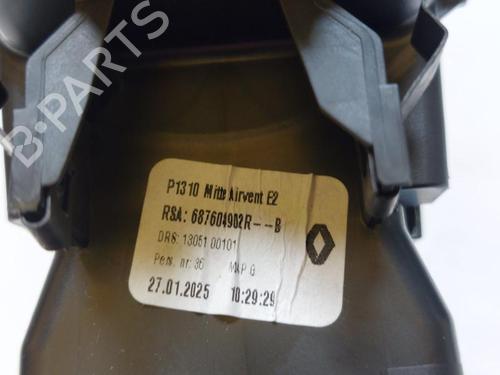 B-PARTS
P1310 Mitte Airvent E2
RSA: 687604902R---B
DRS: 13051 00101
Pers. nr: 36 MXP G
27.01.2025 10:29:29